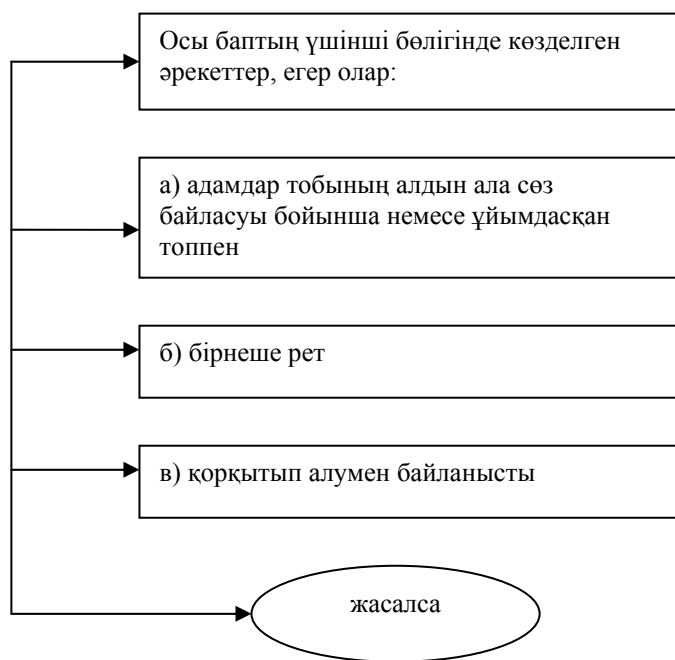 Осы баптың үшінші бөлігінде көзделген
әрекеттер, егер олар:
а) адамдар тобының алдын ала сөз
байласуы бойынша немесе ұйымдасқан
топпен
б) бірнеше рет
в) қорқытып алумен байланысты
жасалса